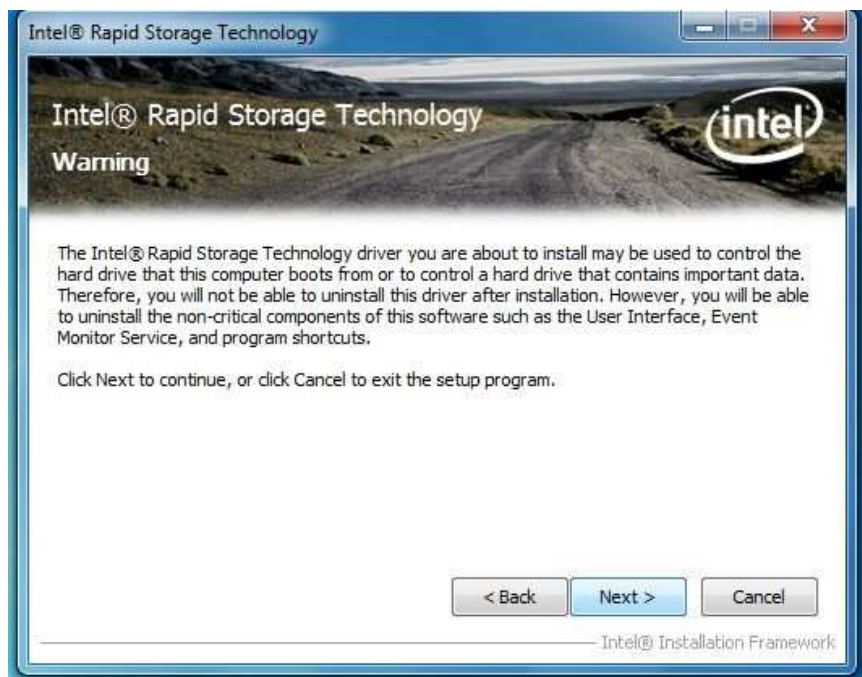 Intel® Rapid Storage Technology
Intel® Rapid Storage Technology
intel
Warning
The Intel® Rapid Storage Technology driver you are about to install may be used to control the
hard drive that this computer boots from or to control a hard drive that contains important data.
Therefore, you will not be able to uninstall this driver after installation. However, you will be able
to uninstall the non-critical components of this software such as the User Interface, Event
Monitor Service, and program shortcuts.
Click Next to continue, or click Cancel to exit the setup program.
< Back Next > Cancel
Intel® Installation Framework